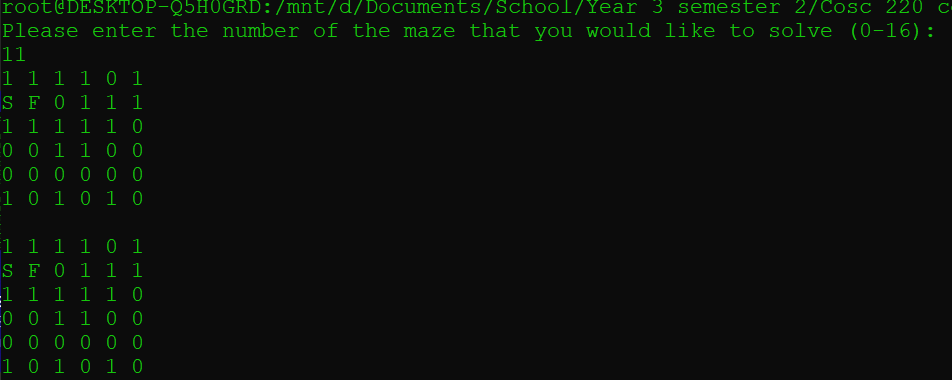 root@DESKTOP-Q5H0GRD:/mnt/d/Documents/School/Year 3 semester 2/Cosc 220
Please enter the number of the maze that you would like to solve (0-16):
11
1 1 1 1 0 1
S F 0 1 1 1
1 1 1 1 1 0
0 0 1 1 0 0
0 0 0 0 0 0
1 0 1 0 1 0
1 1 1 1 0 1
S F 0 1 1 1
1 1 1 1 1 0
0 0 1 1 0 0
0 0 0 0 0 0
1 0 1 0 1 0